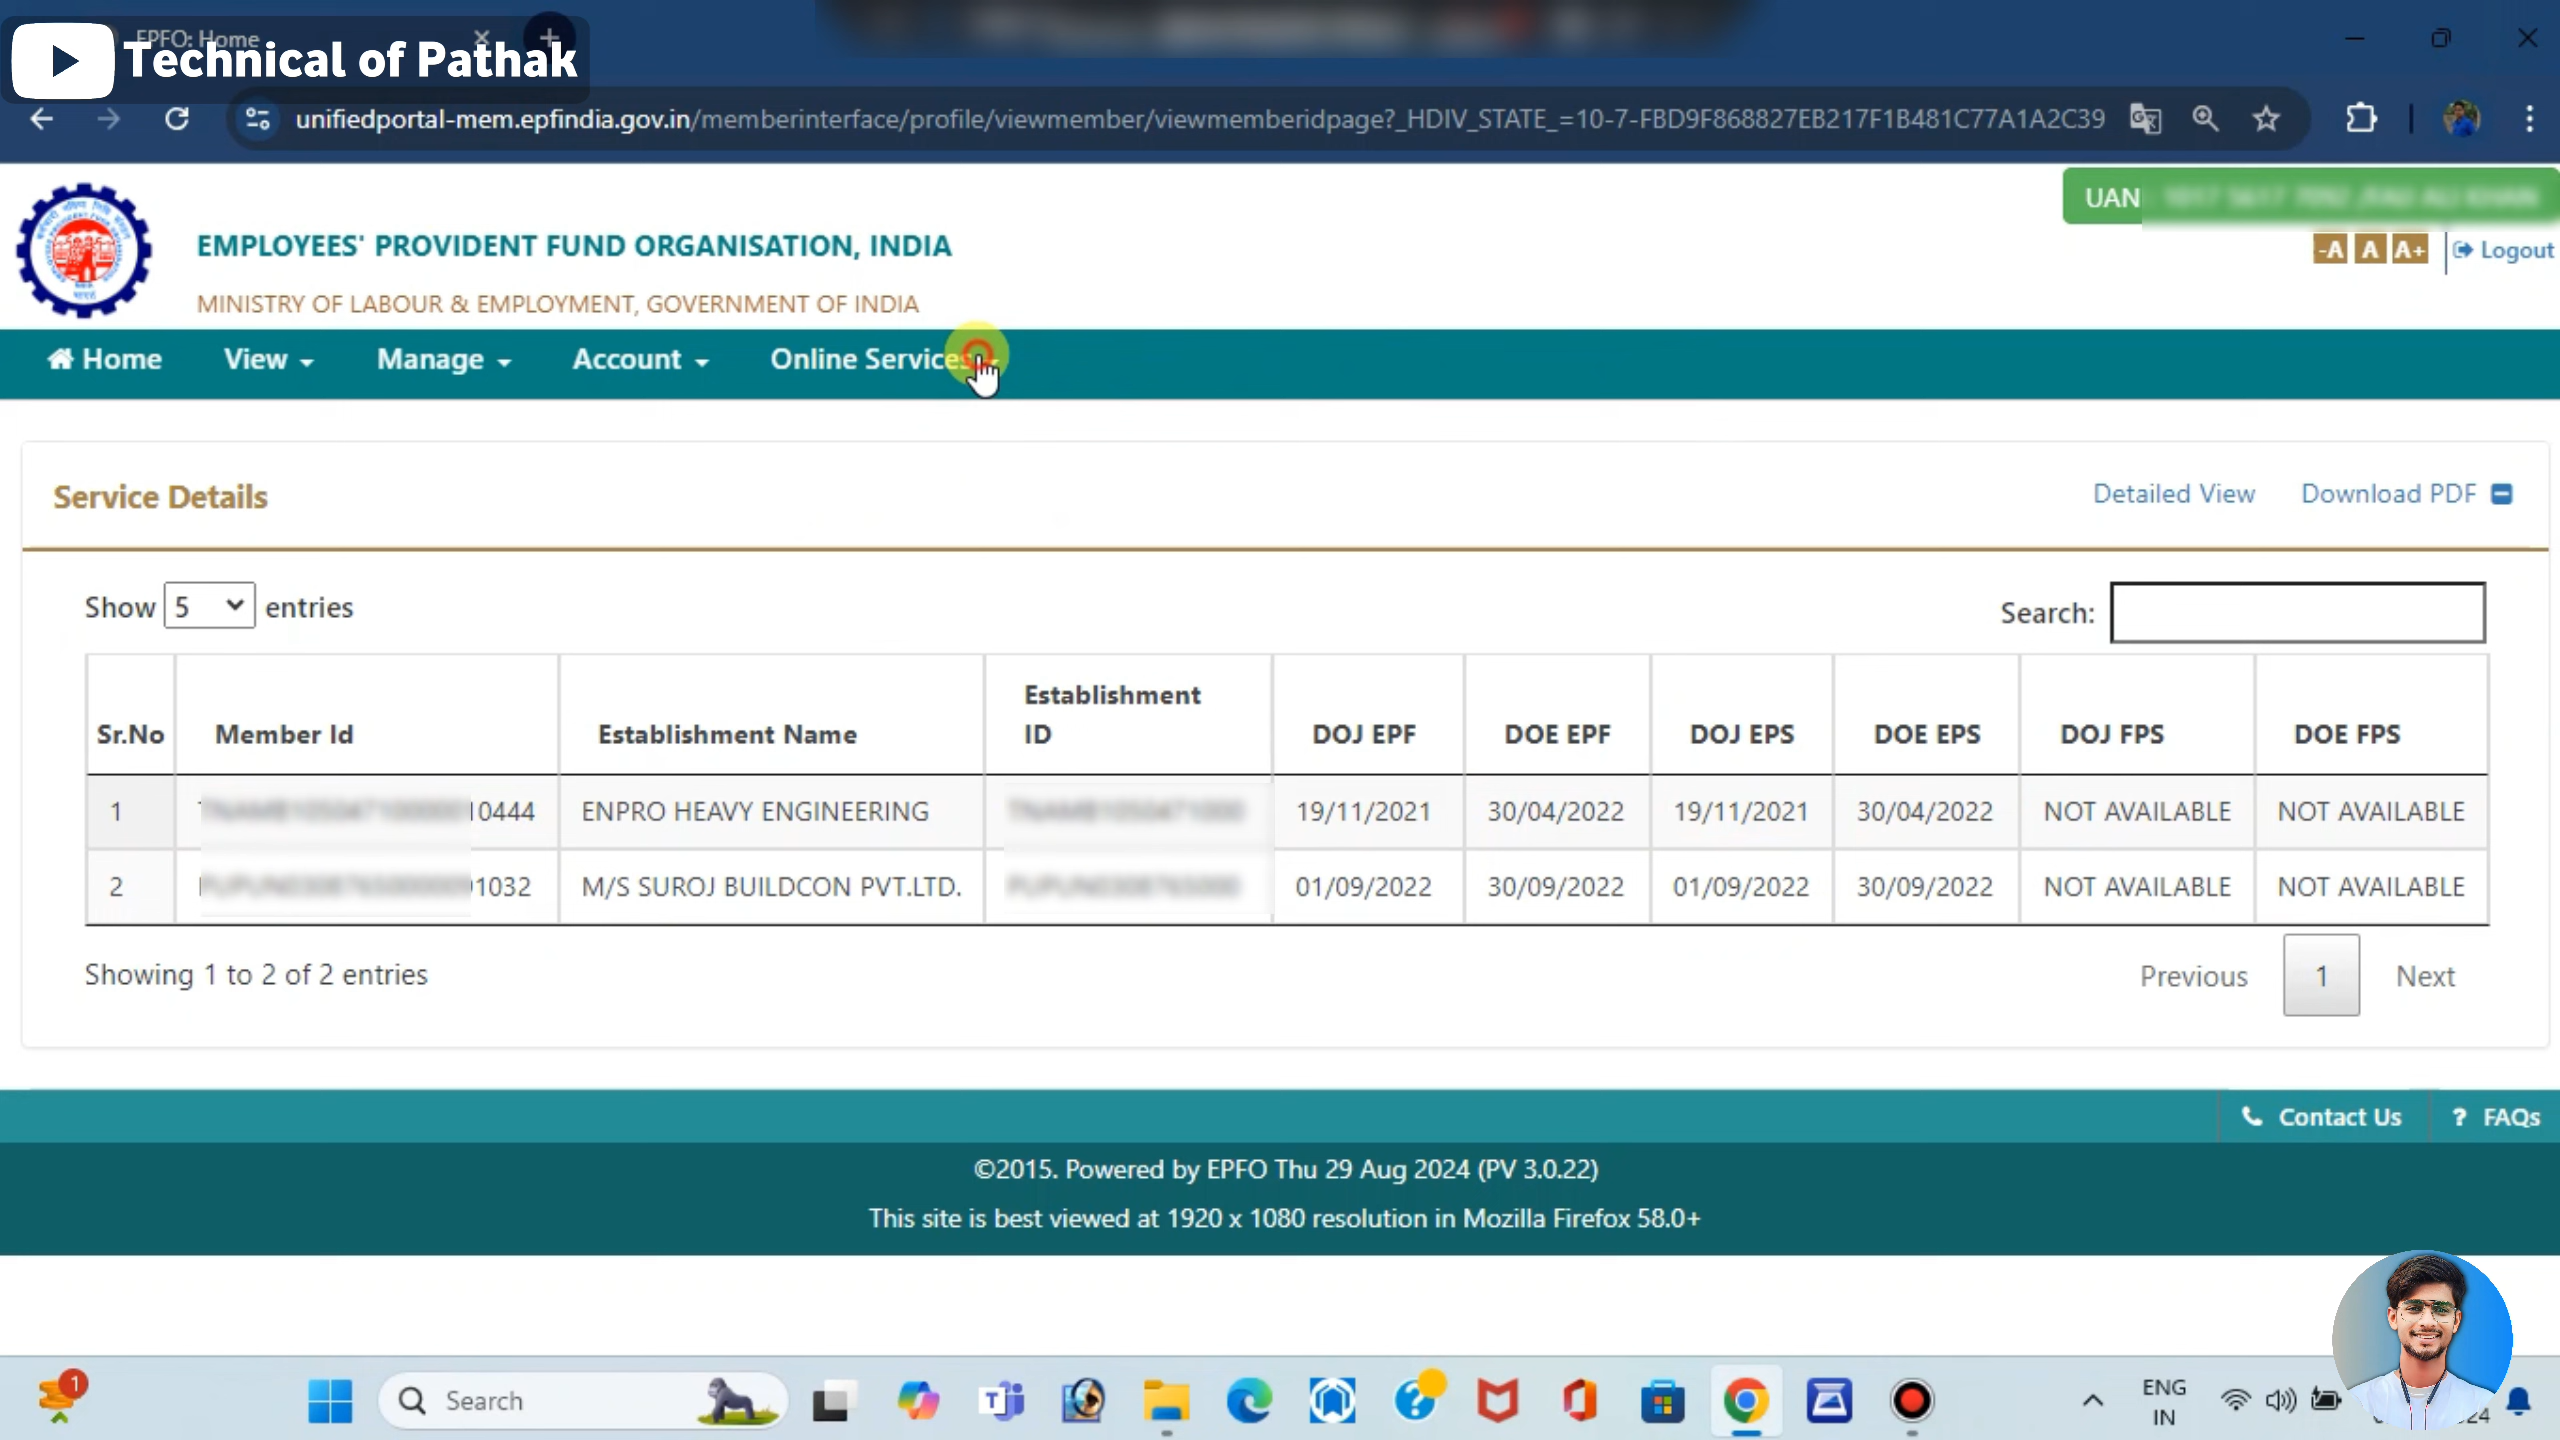 EPFO: Home
Technical of Pathak
unifiedportal-mem.epfindia.gov.in/memberinterface/profile/viewmember/viewmemberidpage?_HDIV_STATE_=10-7-FBD9F868827EB217F1B481C77A1A2C39
UAN
EMPLOYEES' PROVIDENT FUND ORGANISATION, INDIA
-A A A+ Logout
MINISTRY OF LABOUR & EMPLOYMENT, GOVERNMENT OF INDIA
Home View Manage Account Online Services
Service Details Detailed View Download PDF
Show 5 entries Search:
Sr.No Member Id Establishment Name Establishment ID DOJ EPF DOE EPF DOJ EPS DOE EPS DOJ FPS DOE FPS
1 10444 ENPRO HEAVY ENGINEERING 19/11/2021 30/04/2022 19/11/2021 30/04/2022 NOT AVAILABLE NOT AVAILABLE
2 1032 M/S SUROJ BUILDCON PVT.LTD. 01/09/2022 30/09/2022 01/09/2022 30/09/2022 NOT AVAILABLE NOT AVAILABLE
Showing 1 to 2 of 2 entries Previous 1 Next
Contact Us ? FAQs
©2015. Powered by EPFO Thu 29 Aug 2024 (PV 3.0.22)
This site is best viewed at 1920 x 1080 resolution in Mozilla Firefox 58.0+
1 Search ENG
IN